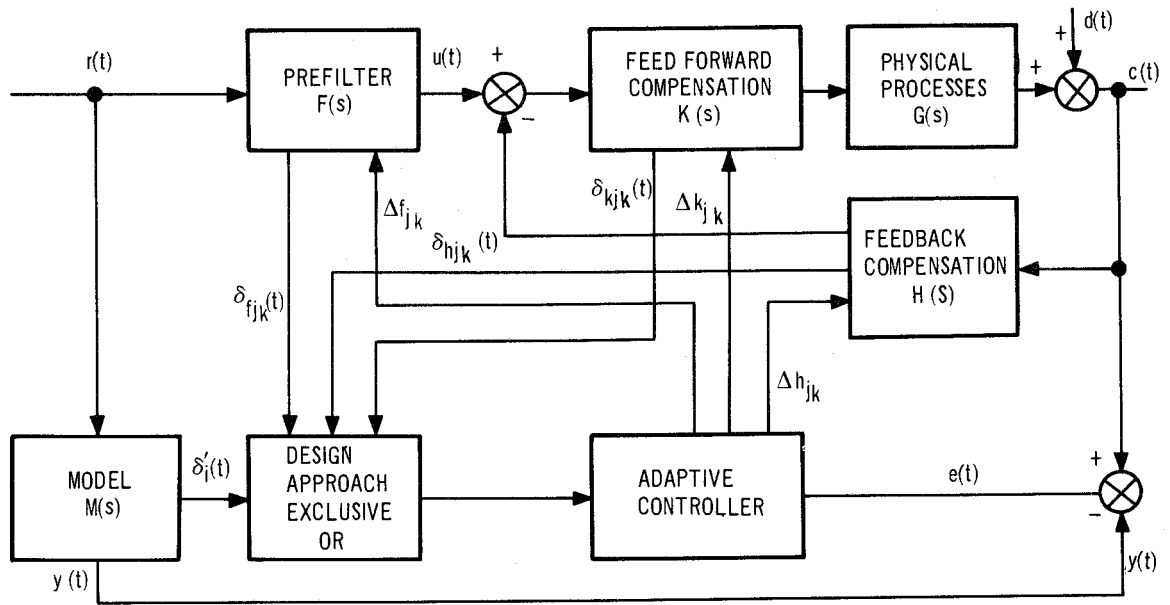 r(t)
PREFILTER
F(s)
u(t)
+
−
FEED FORWARD
COMPENSATION
K (s)
PHYSICAL
PROCESSES
G(s)
+
+
d(t)
c(t)
Δfjk
δhjk (t)
δkjk(t)
Δkjk
FEEDBACK
COMPENSATION
H (S)
δfjk(t)
Δhjk
MODEL
M(s)
δ′i(t)
DESIGN
APPROACH
EXCLUSIVE
OR
ADAPTIVE
CONTROLLER
e(t)
+
−
y (t)
y(t)